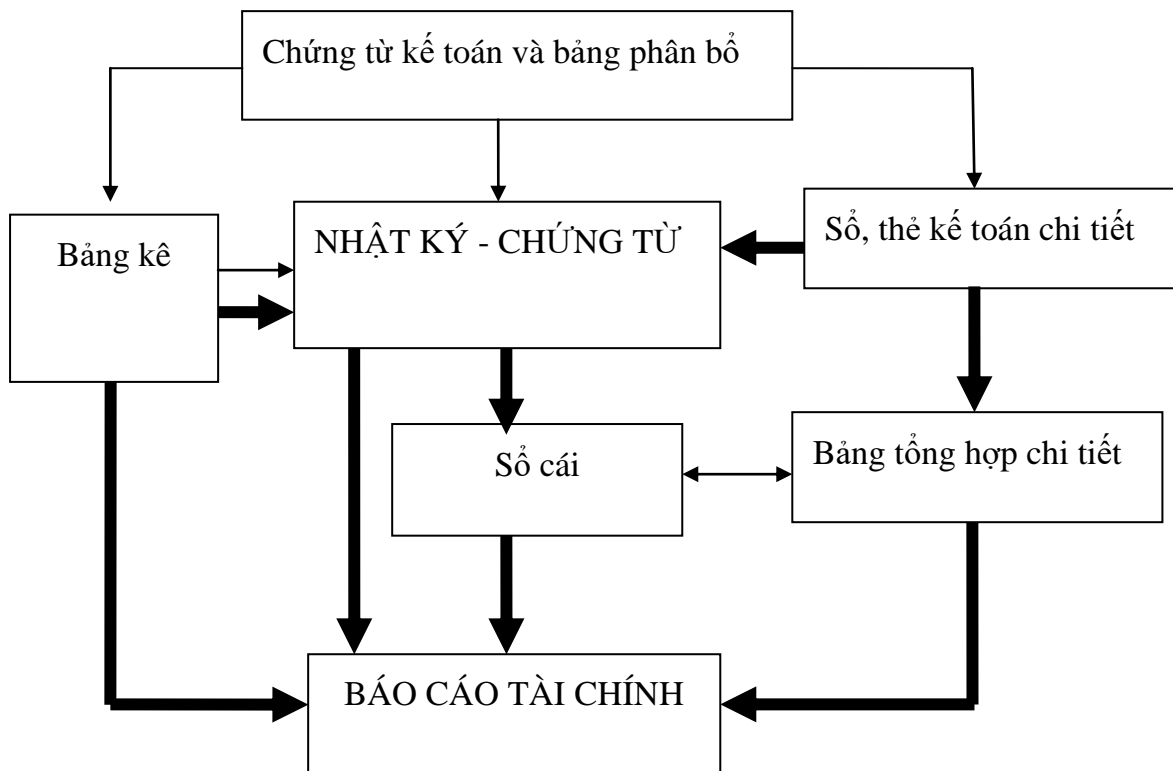 Chứng từ kế toán và bảng phân bổ
Bảng kê
NHẬT KÝ - CHỨNG TỪ
Sổ, thẻ kế toán chi tiết
Sổ cái
Bảng tổng hợp chi tiết
BÁO CÁO TÀI CHÍNH